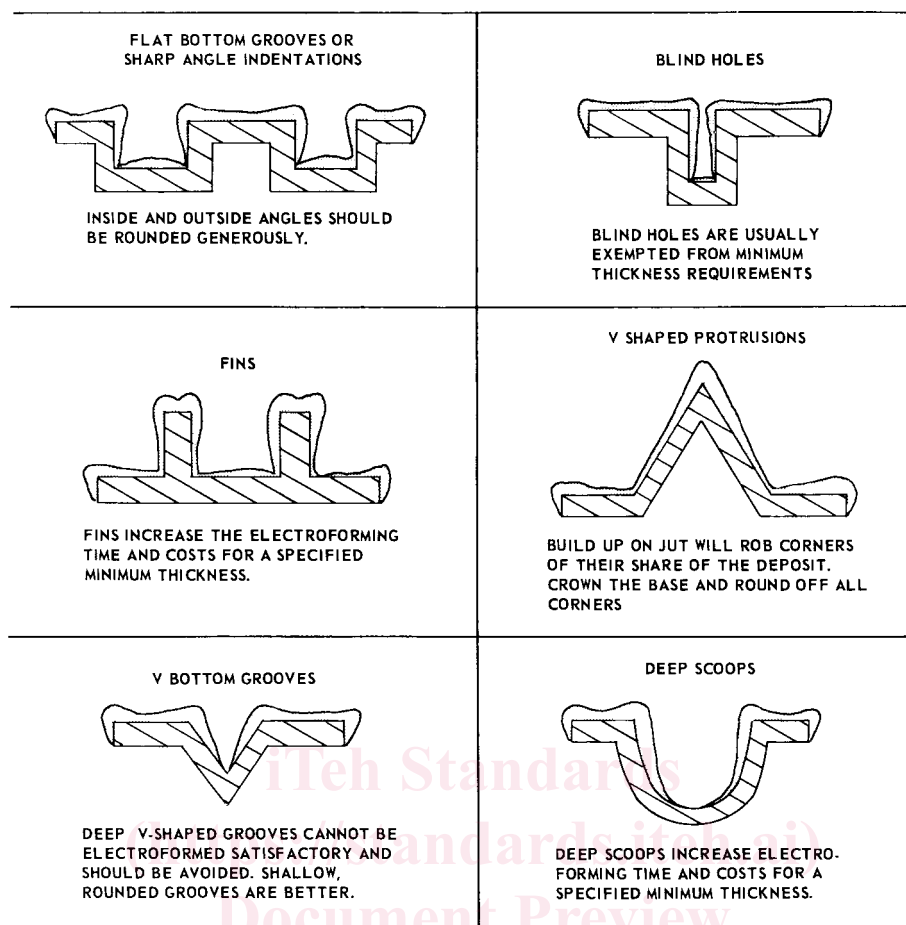 FLAT BOTTOM GROOVES OR
SHARP ANGLE INDENTATIONS
INSIDE AND OUTSIDE ANGLES SHOULD
BE ROUNDED GENEROUSLY.
BLIND HOLES
BLIND HOLES ARE USUALLY
EXEMPTED FROM MINIMUM
THICKNESS REQUIREMENTS
FINS
FINS INCREASE THE ELECTROFORMING
TIME AND COSTS FOR A SPECIFIED
MINIMUM THICKNESS.
V SHAPED PROTRUSIONS
BUILD UP ON JUT WILL ROB CORNERS
OF THEIR SHARE OF THE DEPOSIT.
CROWN THE BASE AND ROUND OFF ALL
CORNERS
V BOTTOM GROOVES
DEEP V-SHAPED GROOVES CANNOT BE
ELECTROFORMED SATISFACTORY AND
SHOULD BE AVOIDED. SHALLOW,
ROUNDED GROOVES ARE BETTER.
DEEP SCOOPS
DEEP SCOOPS INCREASE ELECTRO-
FORMING TIME AND COSTS FOR A
SPECIFIED MINIMUM THICKNESS.
iTeh Standards
(https://standards.iteh.ai)
Document Preview